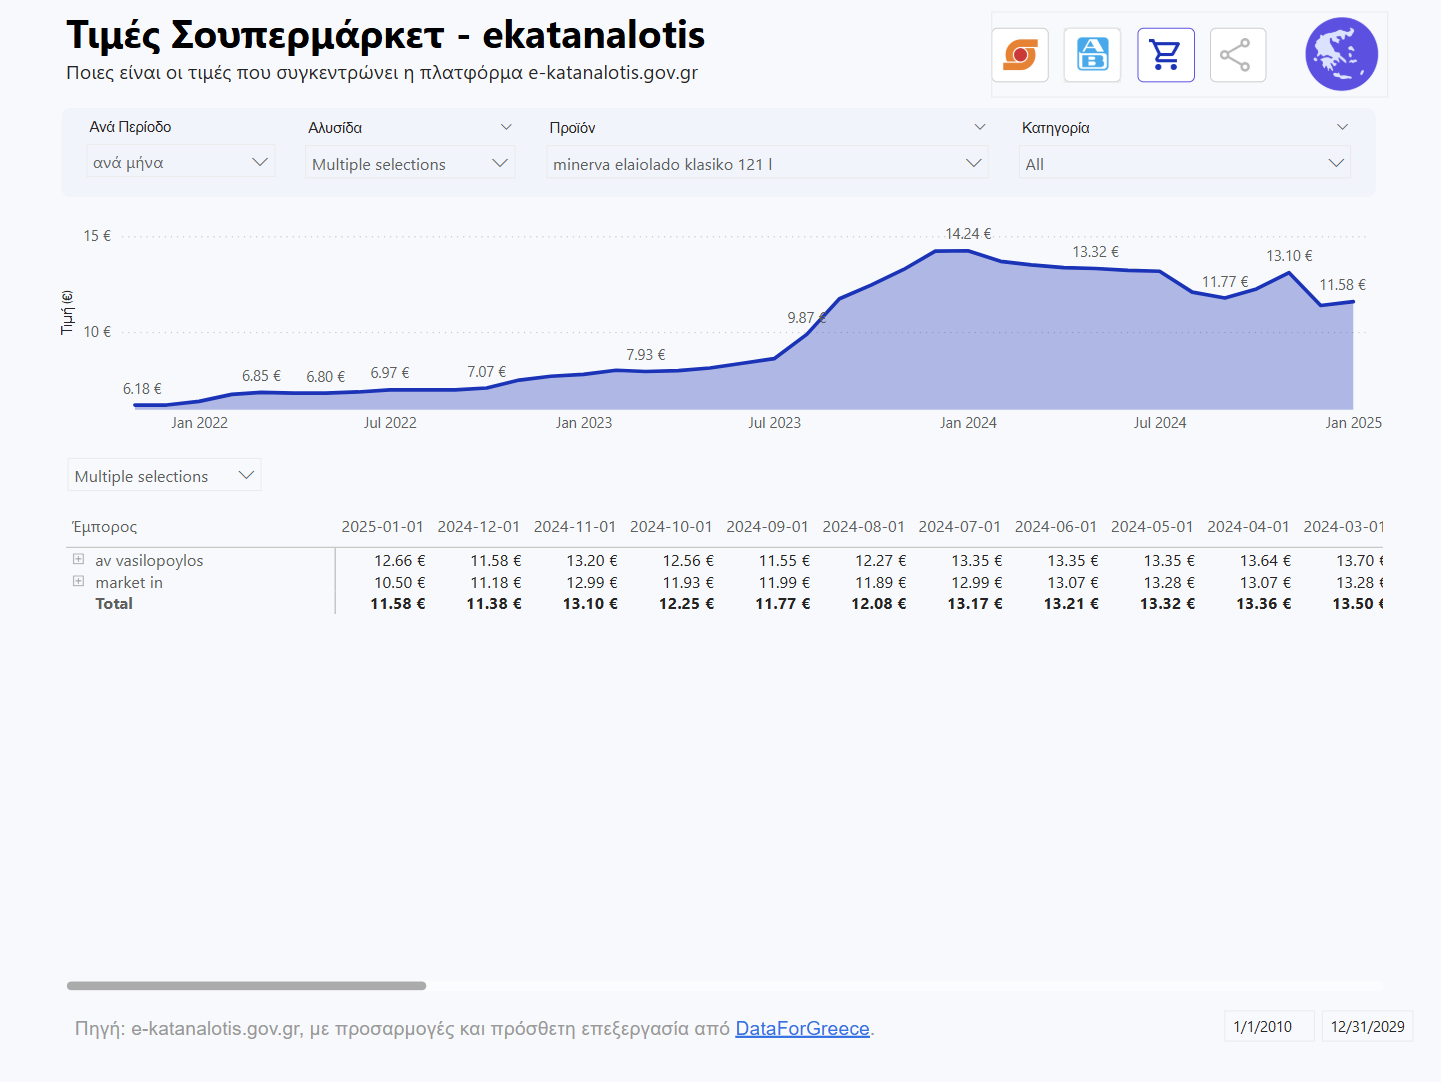 Τιμές Σουπερμάρκετ - ekatanalotis
Ποιες είναι οι τιμές που συγκεντρώνει η πλατφόρμα e-katanalotis.gov.gr
AB
Ανά Περίοδο
ανά μήνα
Αλυσίδα
Multiple selections
Προϊόν
minerva elaiolado klasiko 121 l
Κατηγορία
All
Τιμή (€)
15 €
10 €
6.18 €
6.85 €
6.80 €
6.97 €
7.07 €
7.93 €
9.87 €
14.24 €
13.32 €
11.77 €
13.10 €
11.58 €
Jan 2022 Jul 2022 Jan 2023 Jul 2023 Jan 2024 Jul 2024 Jan 2025
Multiple selections
Έμπορος 2025-01-01 2024-12-01 2024-11-01 2024-10-01 2024-09-01 2024-08-01 2024-07-01 2024-06-01 2024-05-01 2024-04-01 2024-03-01
av vasilopoylos 12.66 € 11.58 € 13.20 € 12.56 € 11.55 € 12.27 € 13.35 € 13.35 € 13.35 € 13.64 € 13.70 €
market in 10.50 € 11.18 € 12.99 € 11.93 € 11.99 € 11.89 € 12.99 € 13.07 € 13.28 € 13.07 € 13.28 €
Total 11.58 € 11.38 € 13.10 € 12.25 € 11.77 € 12.08 € 13.17 € 13.21 € 13.32 € 13.36 € 13.50 €
Πηγή: e-katanalotis.gov.gr, με προσαρμογές και πρόσθετη επεξεργασία από DataForGreece.
1/1/2010 12/31/2029